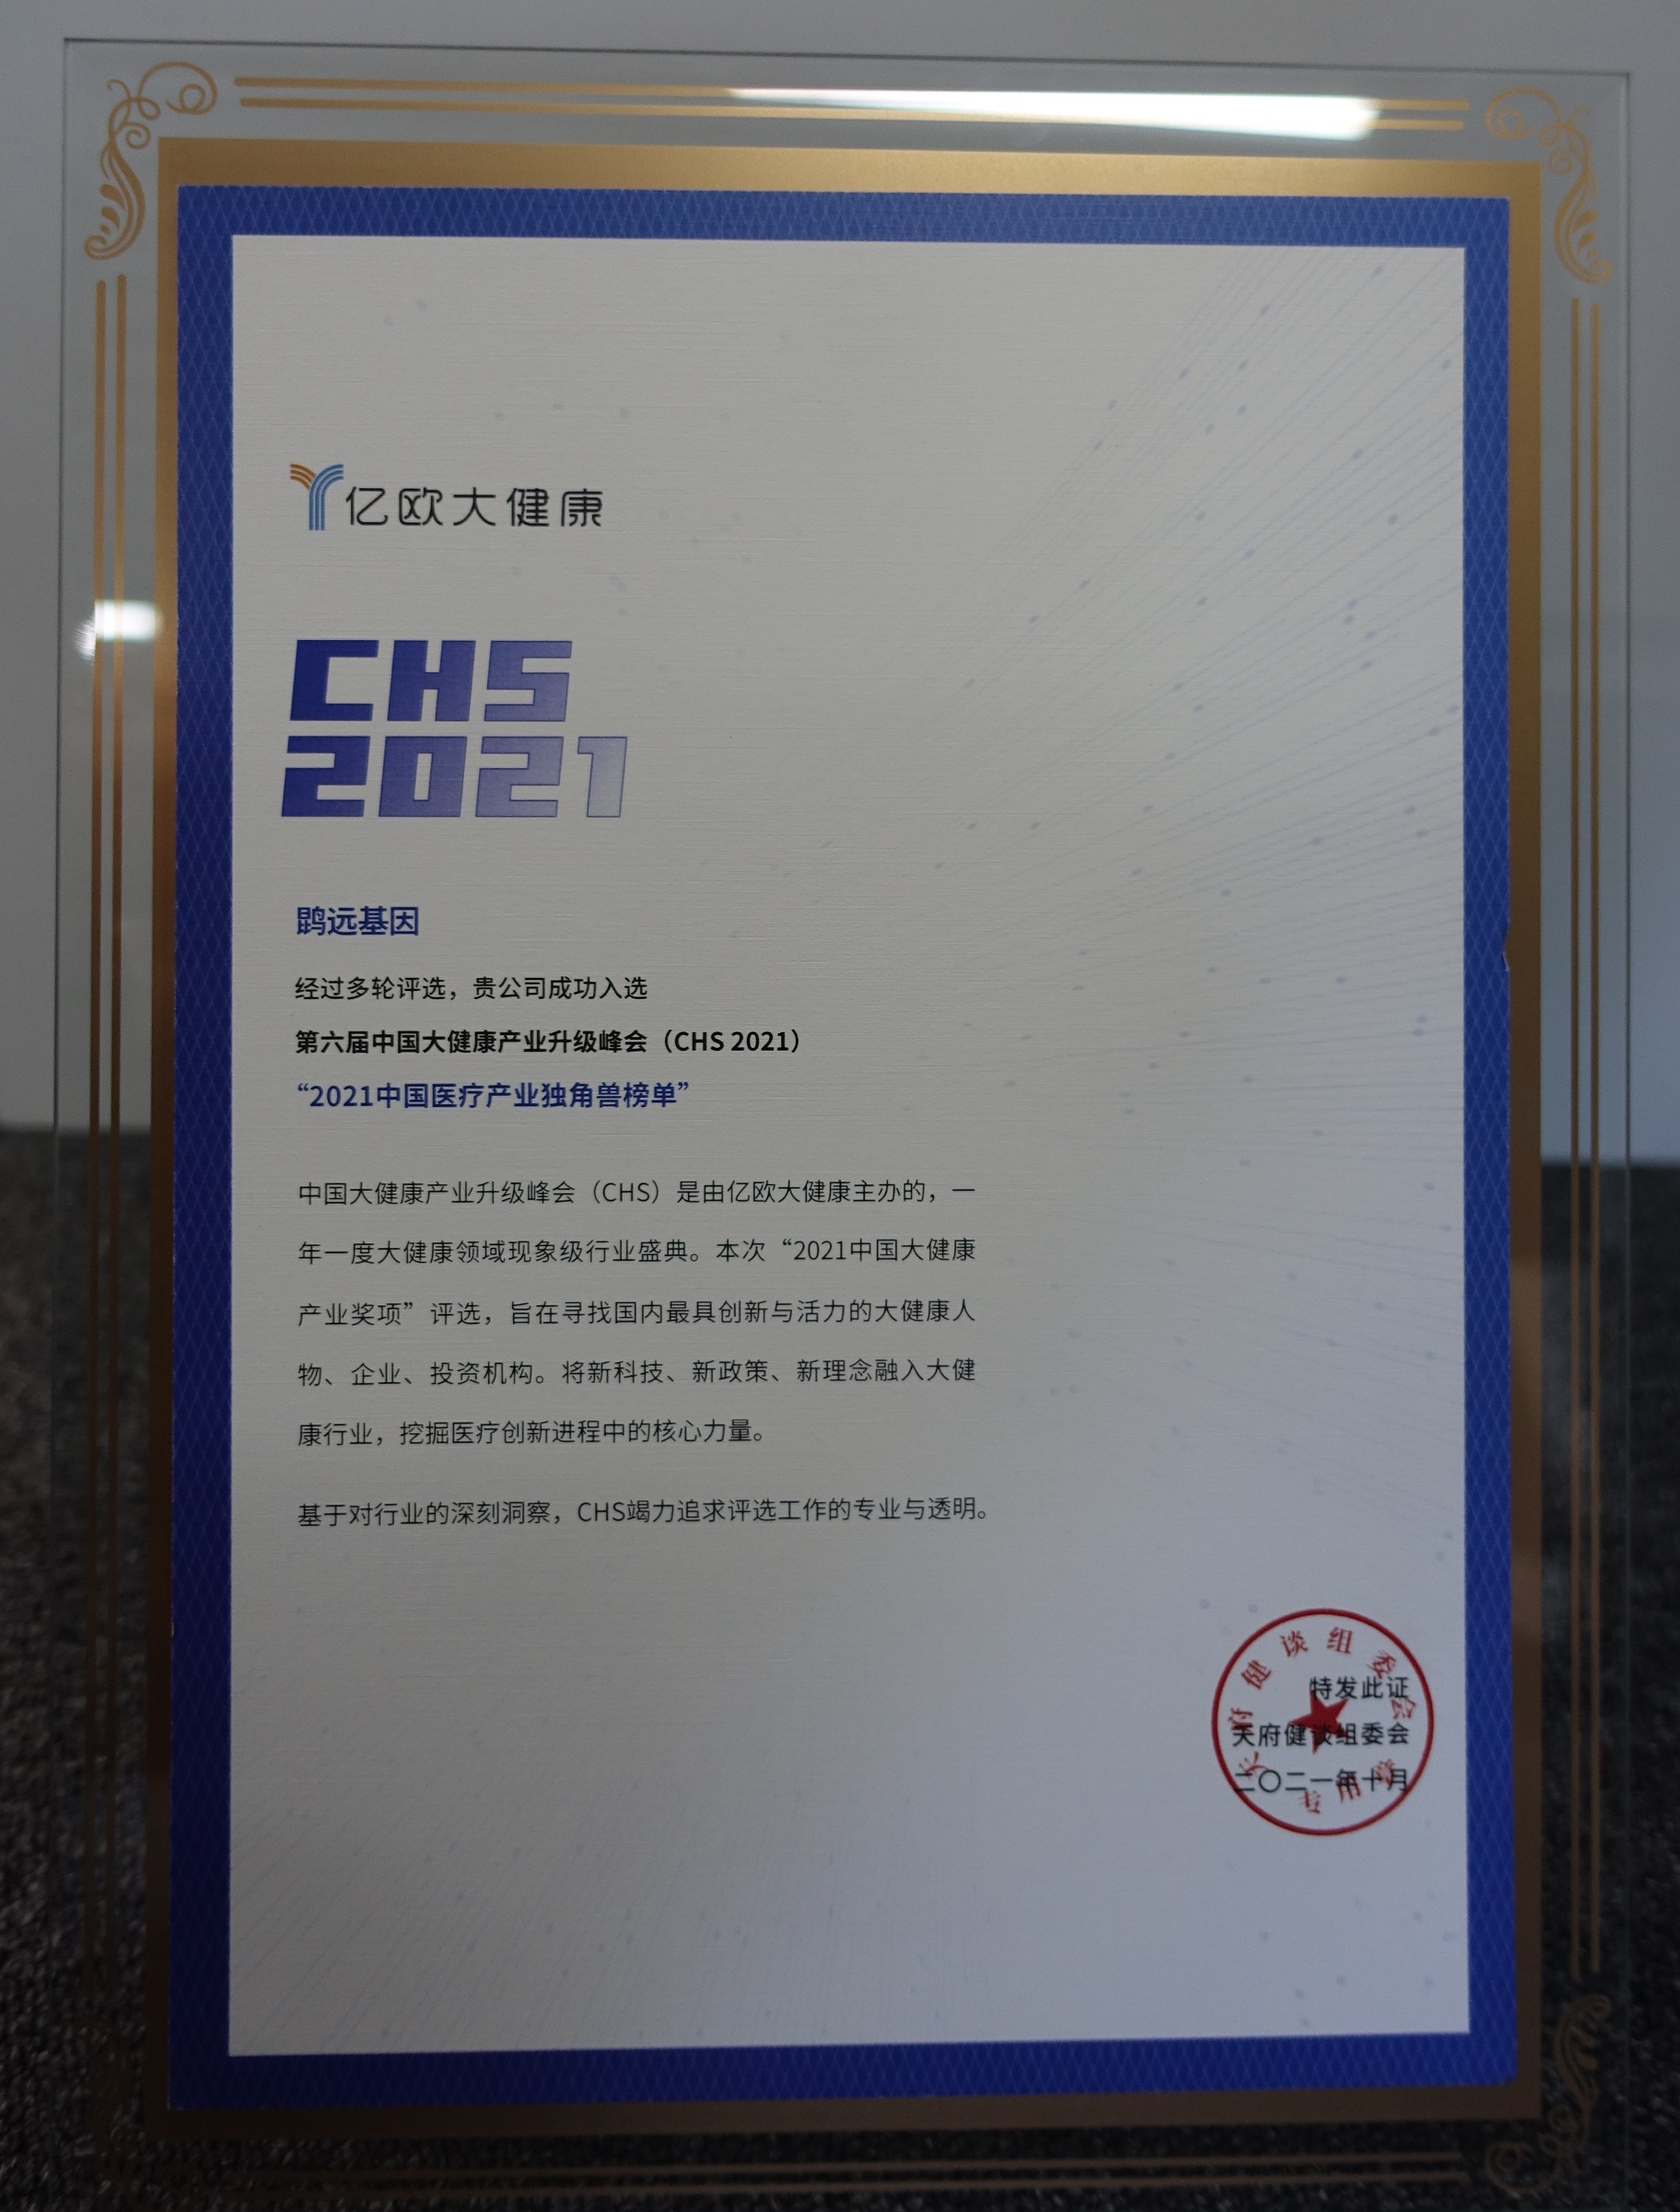 亿欧大健康
CHS
2021
鹍远基因
经过多轮评选，贵公司成功入选
第六届中国大健康产业升级峰会（CHS 2021）
“2021中国医疗产业独角兽榜单”
中国大健康产业升级峰会（CHS）是由亿欧大健康主办的，一
年一度大健康领域现象级行业盛典。本次“2021中国大健康
产业奖项”评选，旨在寻找国内最具创新与活力的大健康人
物、企业、投资机构。将新科技、新政策、新理念融入大健
康行业，挖掘医疗创新进程中的核心力量。
基于对行业的深刻洞察，CHS竭力追求评选工作的专业与透明。
特发此证
天府健谈组委会
二〇二一年十月
天府健谈组委会
专用章